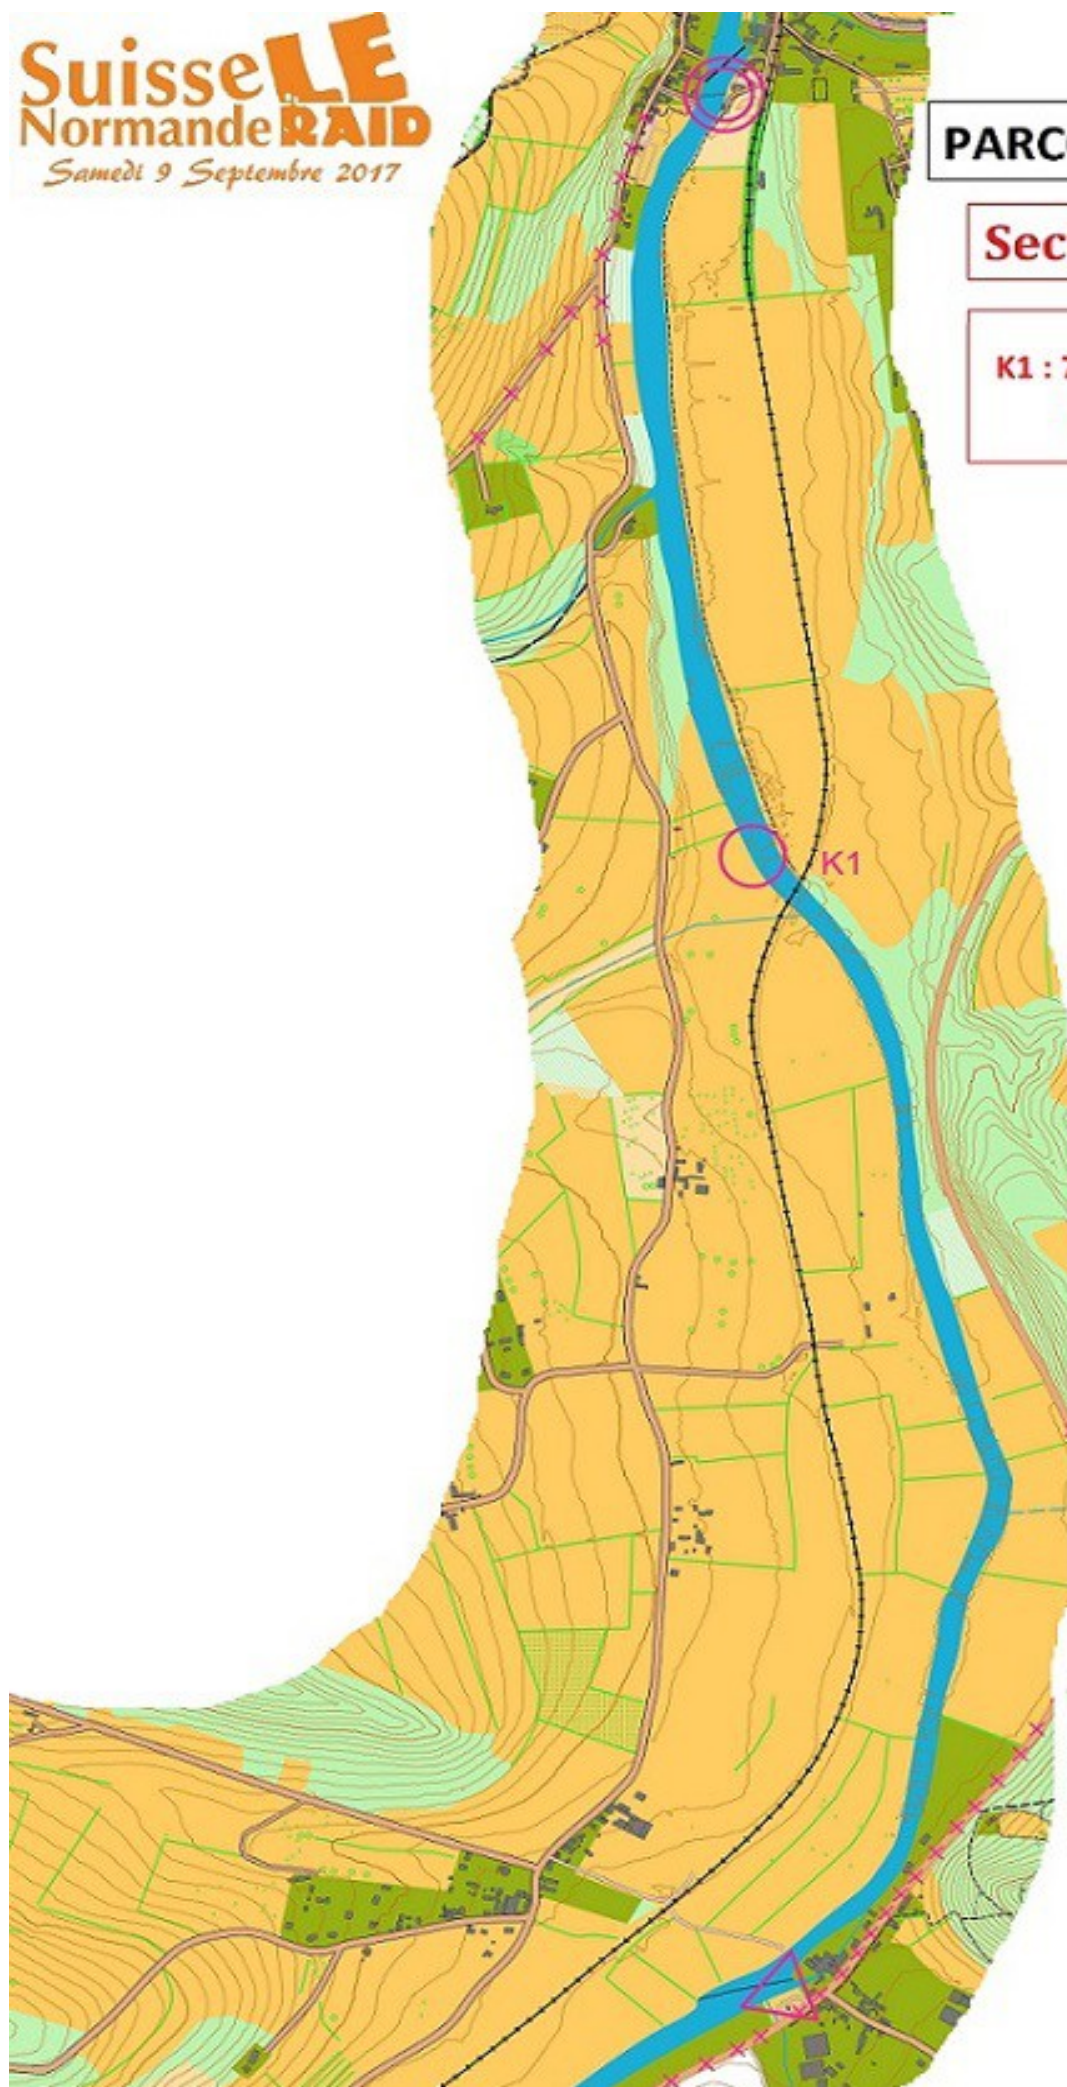 Suisse LE
Normande RAID
Samedi 9 Septembre 2017
PARC
Sec
K1 :
K1